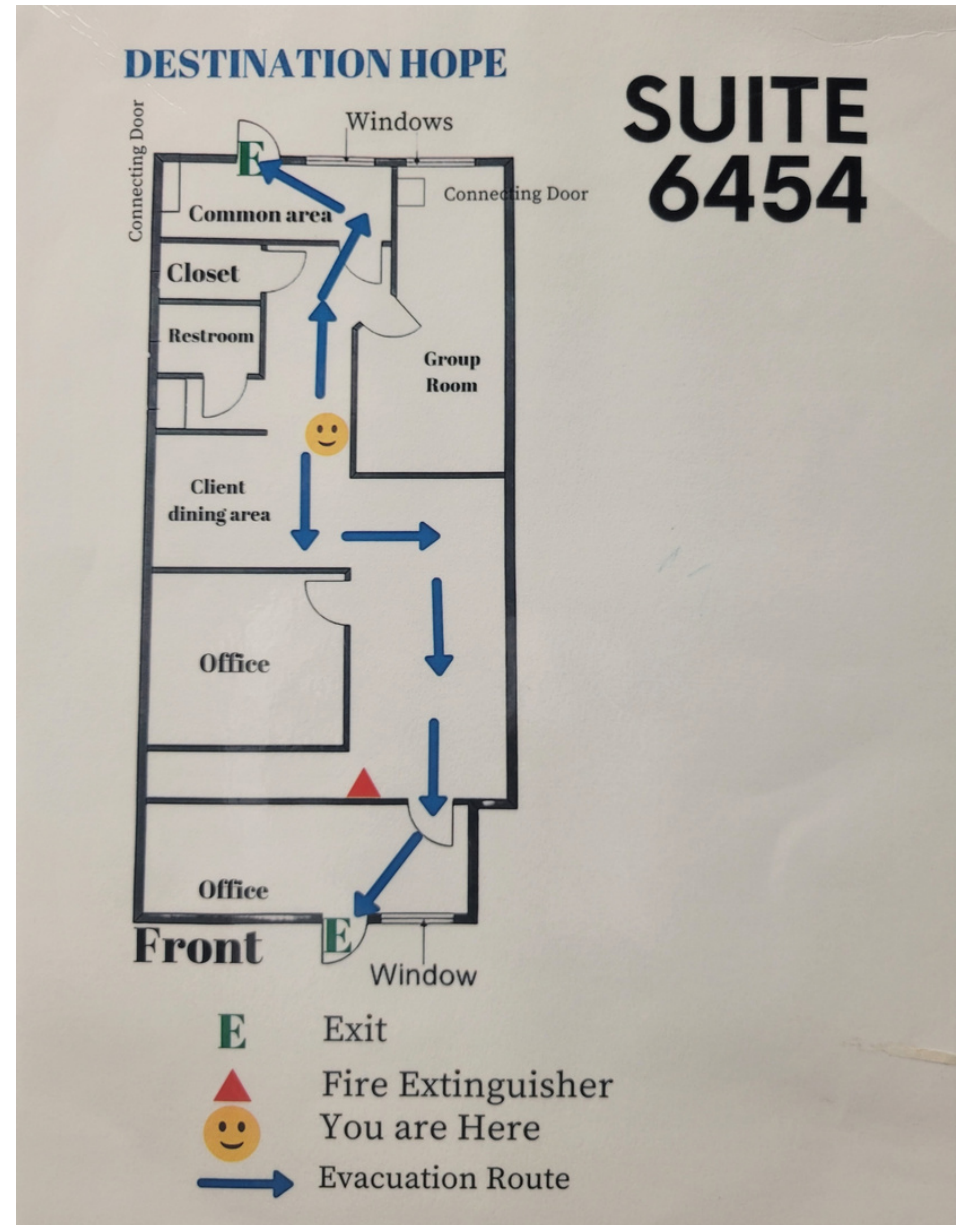 DESTINATION HOPE
SUITE
6454
Connecting Door
Windows
E
Connecting Door
Common area
Closet
Restroom
Group
Room
Client
dining area
Office
Office
E
Front
Window
E Exit
Fire Extinguisher
You are Here
Evacuation Route